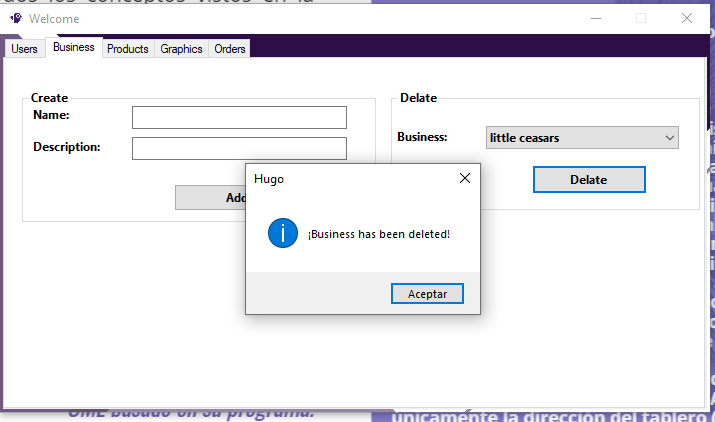 dos los conceptos vistos en la
Welcome
Users Business Products Graphics Orders
Create
Name:
Description:
Add
Delate
Business: little ceasars
Delate
Hugo
¡Business has been deleted!
Aceptar
UML basado en su programa.
únicamente la dirección del tablero